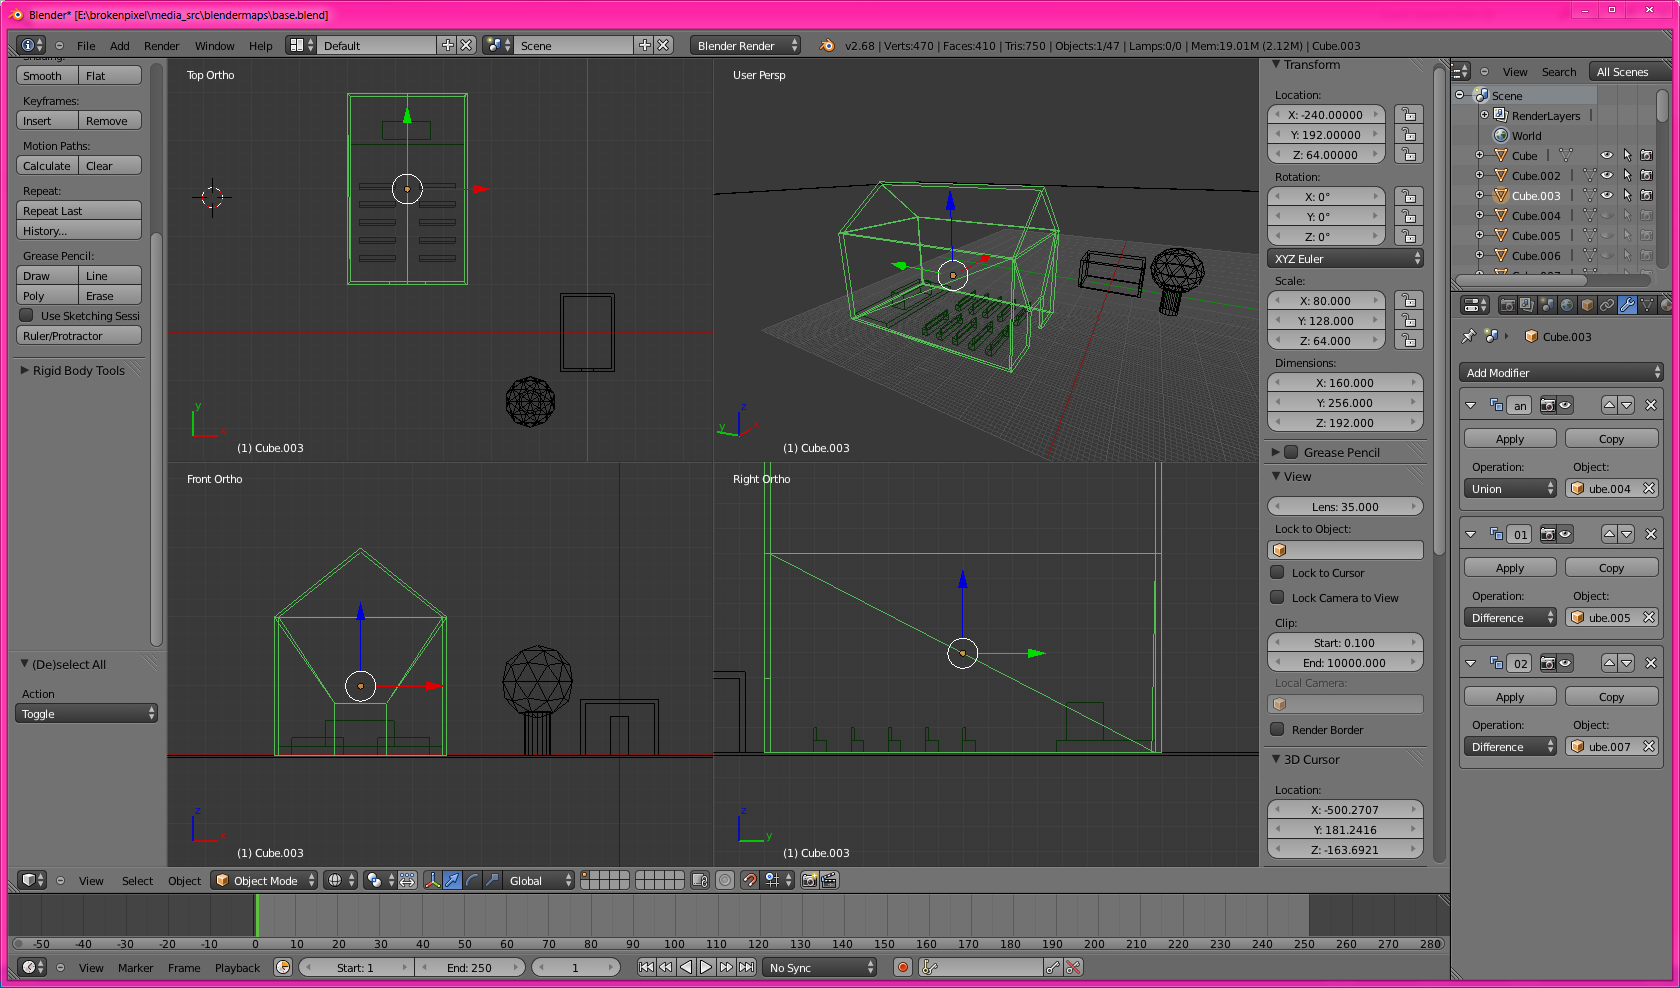 Blender* [E:\brokenpixel\media_src\blendermaps\base.blend]
File Add Render Window Help Default Scene Blender Render v2.68 | Verts:470 | Faces:410 | Tris:750 | Objects:1/47 | Lamps:0/0 | Mem:19.01M (2.12M) | Cube.003
Smooth Flat
Keyframes:
Insert Remove
Motion Paths:
Calculate Clear
Repeat:
Repeat Last
History...
Grease Pencil:
Draw Line
Poly Erase
Use Sketching Sessi
Ruler/Protractor
Rigid Body Tools
(De)select All
Action
Toggle
Top Ortho
y
x
(1) Cube.003
User Persp
z
y
x
(1) Cube.003
Front Ortho
z
x
(1) Cube.003
Right Ortho
z
y
(1) Cube.003
Transform
Location:
X: -240.00000
Y: 192.00000
Z: 64.00000
Rotation:
X: 0°
Y: 0°
Z: 0°
XYZ Euler
Scale:
X: 80.000
Y: 128.000
Z: 64.000
Dimensions:
X: 160.000
Y: 256.000
Z: 192.000
Grease Pencil
View
Lens: 35.000
Lock to Object:
Lock to Cursor
Lock Camera to View
Clip:
Start: 0.100
End: 10000.000
Local Camera:
Render Border
3D Cursor
Location:
X: -500.2707
Y: 181.2416
Z: -163.6921
View Search All Scenes
Scene
RenderLayers
World
Cube
Cube.002
Cube.003
Cube.004
Cube.005
Cube.006
Cube.003
Add Modifier
an
Apply Copy
Operation: Object:
Union ube.004
01
Apply Copy
Operation: Object:
Difference ube.005
02
Apply Copy
Operation: Object:
Difference ube.007
View Select Object Object Mode Global
-50 -40 -30 -20 -10 0 10 20 30 40 50 60 70 80 90 100 110 120 130 140 150 160 170 180 190 200 210 220 230 240 250 260 270 280
View Marker Frame Playback Start: 1 End: 250 1 No Sync